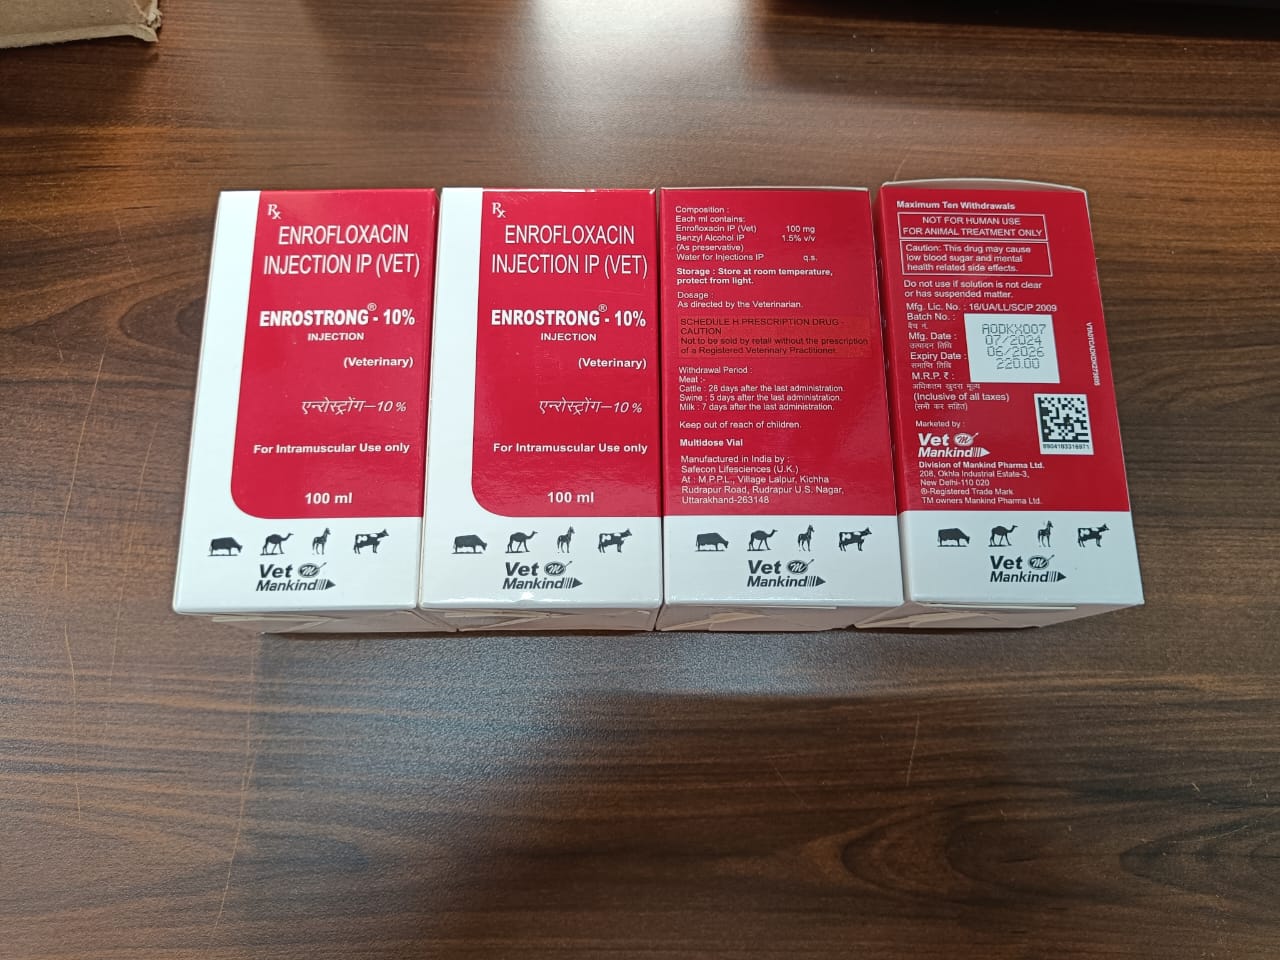 Rx
ENROFLOXACIN
INJECTION IP (VET)
ENROSTRONG® - 10%
INJECTION
(Veterinary)
एन्रोस्ट्रोंग–10%
For Intramuscular Use only
100 ml
Vet
Mankind
Rx
ENROFLOXACIN
INJECTION IP (VET)
ENROSTRONG® - 10%
INJECTION
(Veterinary)
एन्रोस्ट्रोंग–10%
For Intramuscular Use only
100 ml
Vet
Mankind
Composition :
Each ml contains:
Enrofloxacin IP (Vet) 100 mg
Benzyl Alcohol IP 1.5% v/v
(As preservative)
Water for Injections IP q.s.
Storage : Store at room temperature,
protect from light.
Dosage :
As directed by the Veterinarian.
SCHEDULE H PRESCRIPTION DRUG -
CAUTION
Not to be sold by retail without the prescription
of a Registered Veterinary Practitioner.
Withdrawal Period :
Meat :-
Cattle : 28 days after the last administration.
Swine : 5 days after the last administration.
Milk : 7 days after the last administration.
Keep out of reach of children.
Multidose Vial
Manufactured in India by :
Safecon Lifesciences (U.K.)
At : M.P.P.L., Village Lalpur, Kichha
Rudrapur Road, Rudrapur U.S. Nagar,
Uttarakhand-263148
Vet
Mankind
Maximum Ten Withdrawals
NOT FOR HUMAN USE
FOR ANIMAL TREATMENT ONLY
Caution: This drug may cause
low blood sugar and mental
health related side effects.
Do not use if solution is not clear
or has suspended matter.
Mfg. Lic. No. : 16/UA/LL/SC/P 2009
Batch No. : AODKX007
बैच नं.
Mfg. Date : 07/2024
उत्पादन तिथि
Expiry Date : 06/2026
समाप्ति तिथि
M.R.P. ₹ : 220.00
अधिकतम खुदरा मूल्य
(Inclusive of all taxes)
(सभी कर सहित)
Marketed by :
Vet
Mankind
Division of Mankind Pharma Ltd.
208, Okhla Industrial Estate-3,
New Delhi-110 020
®-Registered Trade Mark
TM owners Mankind Pharma Ltd.
Vet
Mankind